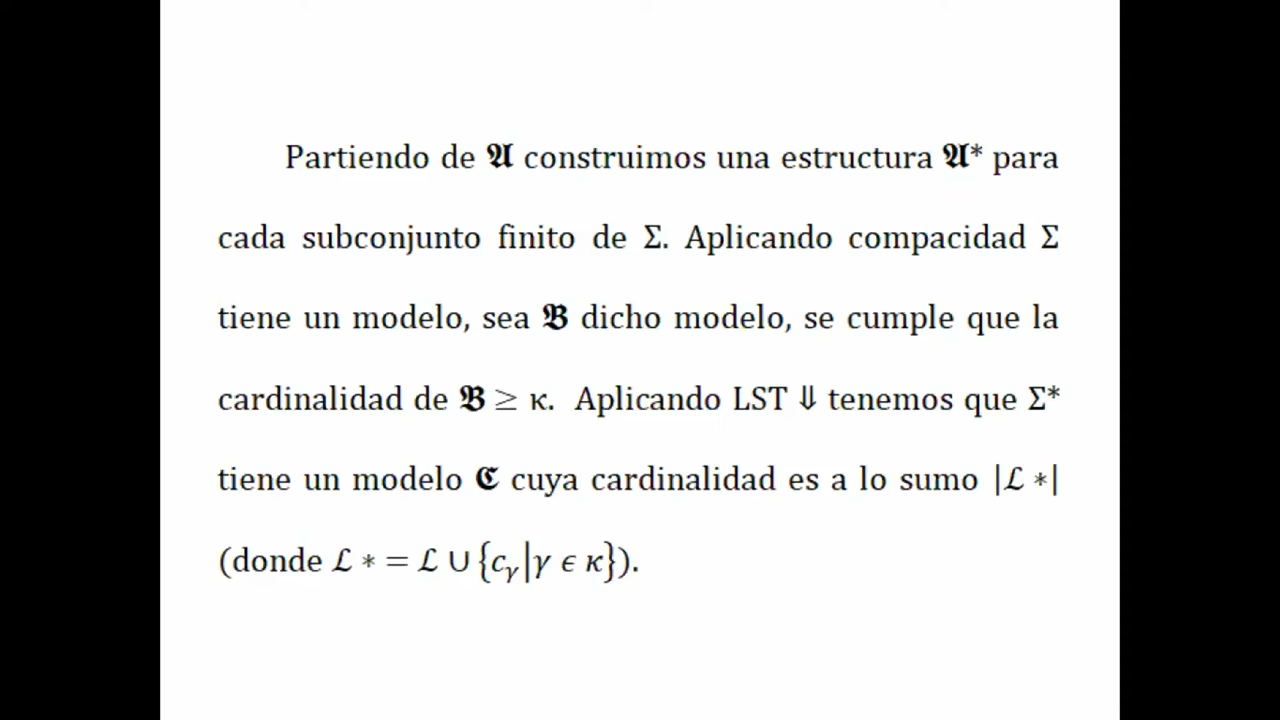 Partiendo de 𝕬 construimos una estructura 𝕬* para
cada subconjunto finito de Σ. Aplicando compacidad Σ
tiene un modelo, sea 𝕭 dicho modelo, se cumple que la
cardinalidad de 𝕭 ≥ κ. Aplicando LST ⇓ tenemos que Σ*
tiene un modelo 𝕮 cuya cardinalidad es a lo sumo |ℒ ∗|
(donde ℒ ∗ = ℒ ∪ {c_γ|γ ϵ κ}).